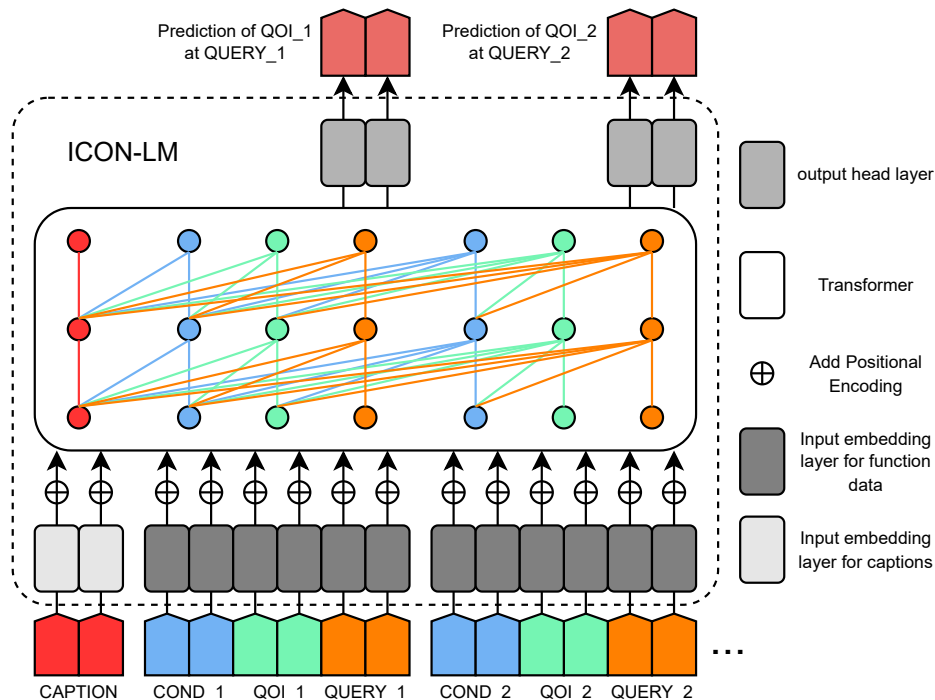 Prediction of QOI_1
at QUERY_1
Prediction of QOI_2
at QUERY_2
ICON-LM
output head layer
Transformer
Add Positional
Encoding
Input embedding
layer for function
data
Input embedding
layer for captions
CAPTION
COND_1
QOI_1
QUERY_1
COND_2
QOI_2
QUERY_2
...